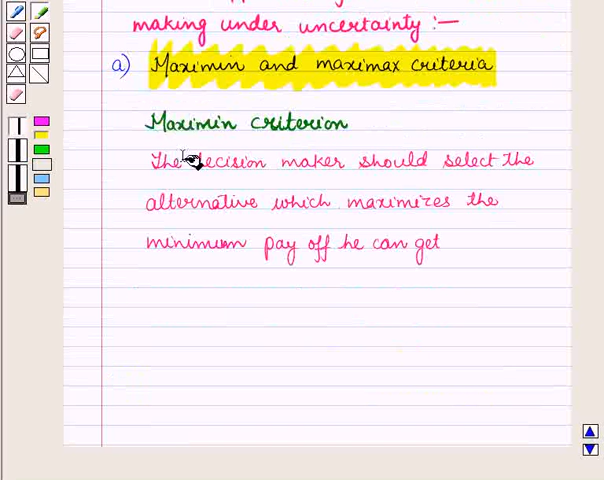 making under uncertainty :-
a) Maximin and maximax criteria
Maximin criterion
The decision maker should select the
alternative which maximizes the
minimum pay off he can get